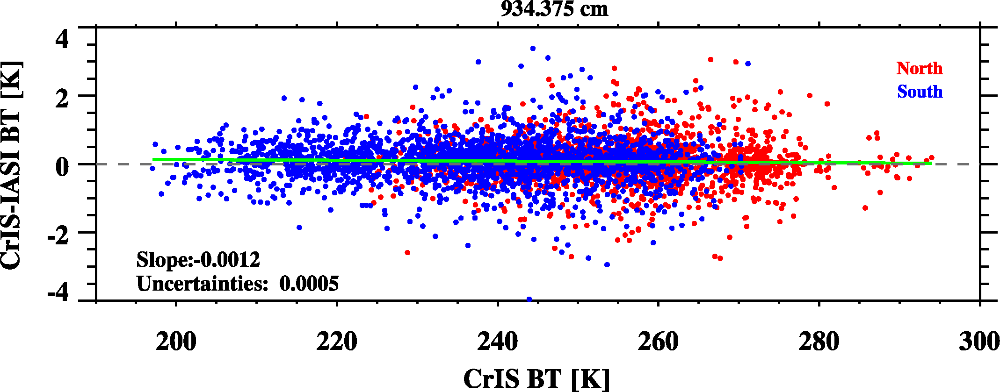 934.375 cm
CrIS-IASI BT [K]
4
2
0
-2
-4
North
South
Slope:-0.0012
Uncertainties: 0.0005
200 220 240 260 280 300
CrIS BT [K]